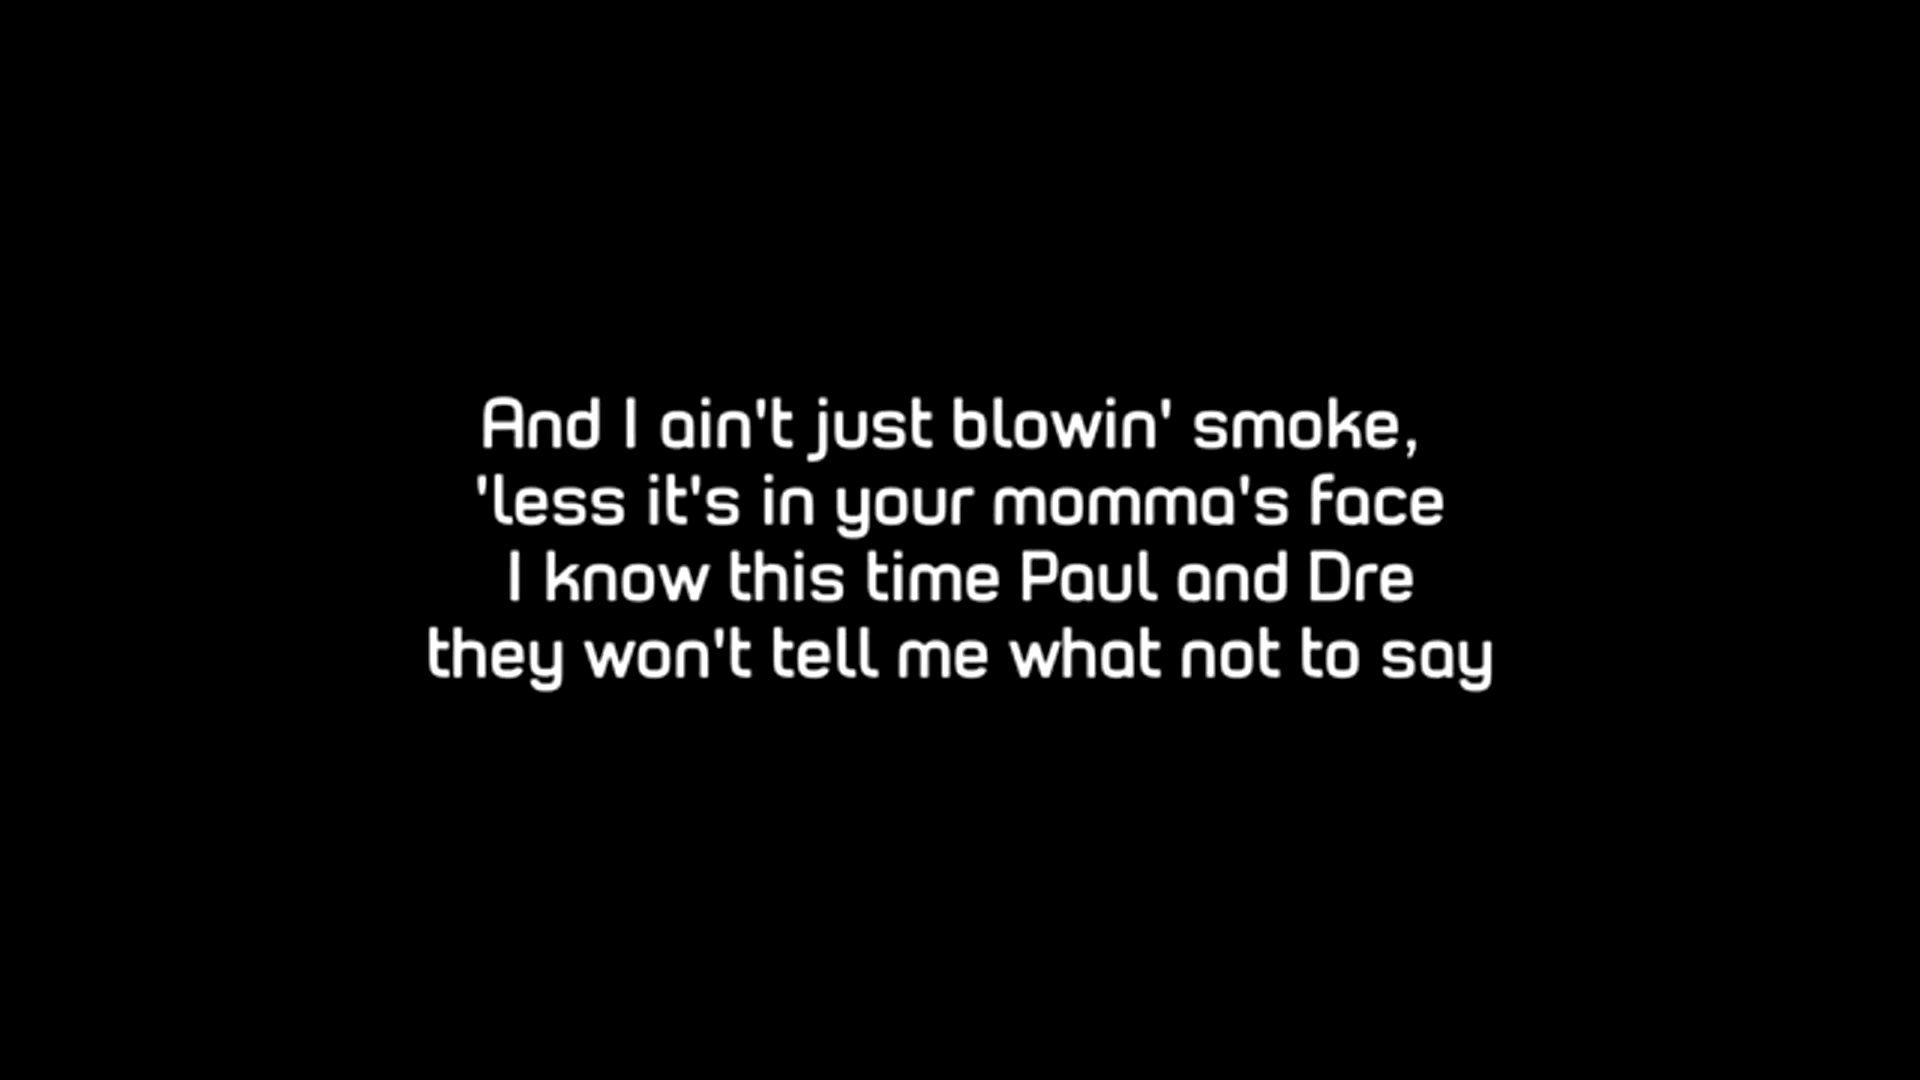 And I ain't just blowin' smoke,
'less it's in your momma's face
I know this time Paul and Dre
they won't tell me what not to say